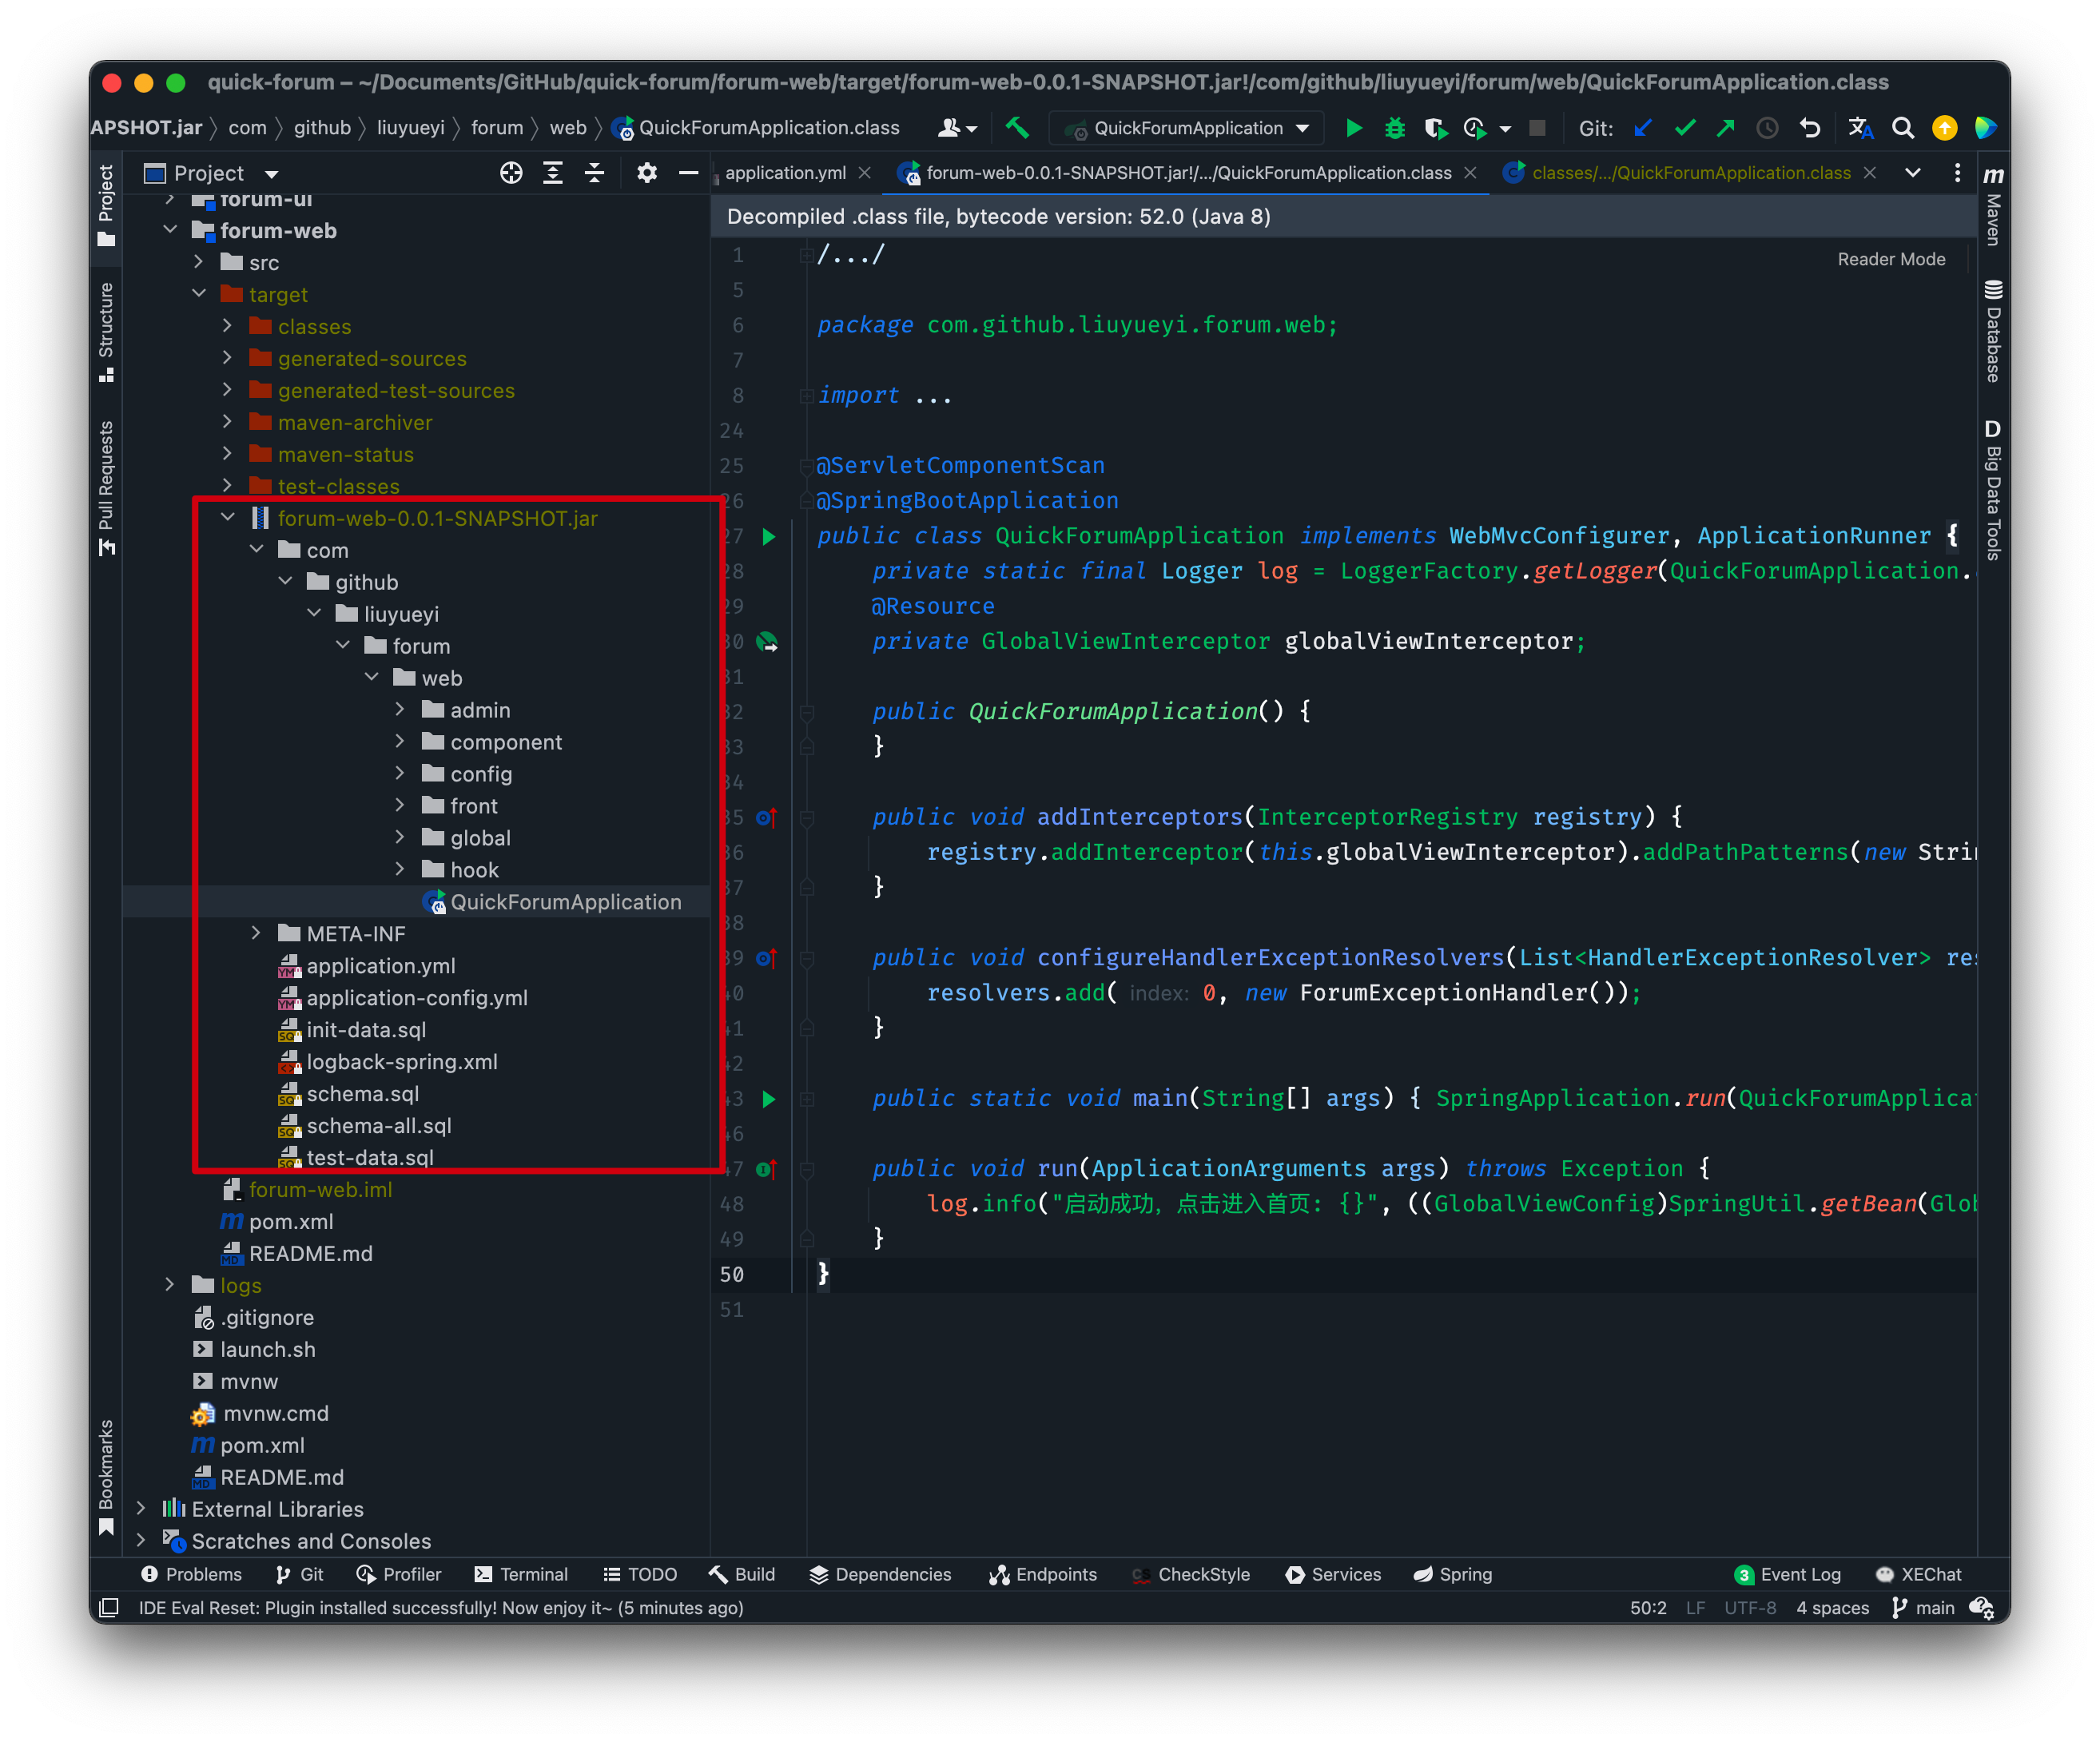 quick-forum – ~/Documents/GitHub/quick-forum/forum-web/target/forum-web-0.0.1-SNAPSHOT.jar!/com/github/liuyueyi/forum/web/QuickForumApplication.class
APSHOT.jar com github liuyueyi forum web QuickForumApplication.class QuickForumApplication Git:
Project
application.yml forum-web-0.0.1-SNAPSHOT.jar!/.../QuickForumApplication.class classes/.../QuickForumApplication.class
Project
Structure
Pull Requests
Bookmarks
forum-ui
forum-web
src
target
classes
generated-sources
generated-test-sources
maven-archiver
maven-status
test-classes
forum-web-0.0.1-SNAPSHOT.jar
com
github
liuyueyi
forum
web
admin
component
config
front
global
hook
QuickForumApplication
META-INF
application.yml
application-config.yml
init-data.sql
logback-spring.xml
schema.sql
schema-all.sql
test-data.sql
forum-web.iml
pom.xml
README.md
logs
.gitignore
launch.sh
mvnw
mvnw.cmd
pom.xml
README.md
External Libraries
Scratches and Consoles
Decompiled .class file, bytecode version: 52.0 (Java 8)
Reader Mode
1 /.../
5
6 package com.github.liuyueyi.forum.web;
7
8 import ...
24
25 @ServletComponentScan
26 @SpringBootApplication
27 public class QuickForumApplication implements WebMvcConfigurer, ApplicationRunner {
28 private static final Logger log = LoggerFactory.getLogger(QuickForumApplication.
29 @Resource
30 private GlobalViewInterceptor globalViewInterceptor;
31
32 public QuickForumApplication() {
33 }
34
35 public void addInterceptors(InterceptorRegistry registry) {
36 registry.addInterceptor(this.globalViewInterceptor).addPathPatterns(new Strin
37 }
38
39 public void configureHandlerExceptionResolvers(List<HandlerExceptionResolver> res
40 resolvers.add( index: 0, new ForumExceptionHandler());
41 }
42
43 public static void main(String[] args) { SpringApplication.run(QuickForumApplicat
46
47 public void run(ApplicationArguments args) throws Exception {
48 log.info("启动成功，点击进入首页: {}", ((GlobalViewConfig)SpringUtil.getBean(Glob
49 }
50 }
51
m Maven
Database
D Big Data Tools
Problems Git Profiler Terminal TODO Build Dependencies Endpoints CheckStyle Services Spring 3 Event Log XEChat
IDE Eval Reset: Plugin installed successfully! Now enjoy it~ (5 minutes ago) 50:2 LF UTF-8 4 spaces main